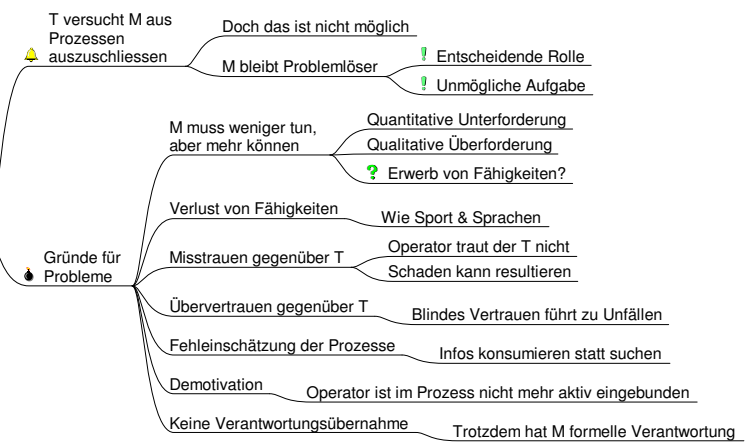 T versucht M aus
Prozessen
auszuschliessen
Doch das ist nicht möglich
M bleibt Problemlöser
Entscheidende Rolle
Unmögliche Aufgabe
Gründe für
Probleme
M muss weniger tun,
aber mehr können
Quantitative Unterforderung
Qualitative Überforderung
Erwerb von Fähigkeiten?
Verlust von Fähigkeiten
Wie Sport & Sprachen
Misstrauen gegenüber T
Operator traut der T nicht
Schaden kann resultieren
Übervertrauen gegenüber T
Blindes Vertrauen führt zu Unfällen
Fehleinschätzung der Prozesse
Infos konsumieren statt suchen
Demotivation
Operator ist im Prozess nicht mehr aktiv eingebunden
Keine Verantwortungsübernahme
Trotzdem hat M formelle Verantwortung